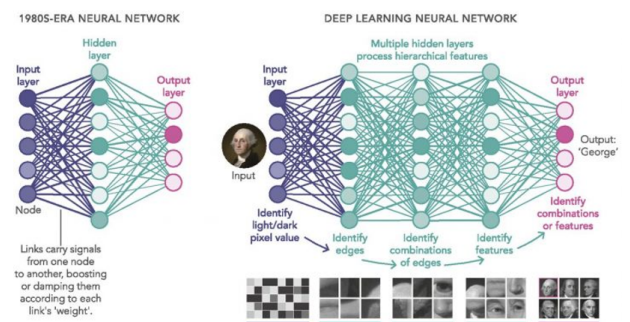 1980S-ERA NEURAL NETWORK
Hidden
layer
Input
layer
Output
layer
Node
Links carry signals
from one node
to another, boosting
or damping them
according to each
link's 'weight'.
DEEP LEARNING NEURAL NETWORK
Multiple hidden layers
process hierarchical features
Input
layer
Output
layer
Input
Output:
'George'
Identify
light/dark
pixel value
Identify
edges
Identify
combinations
of edges
Identify
features
Identify
combinations
or features